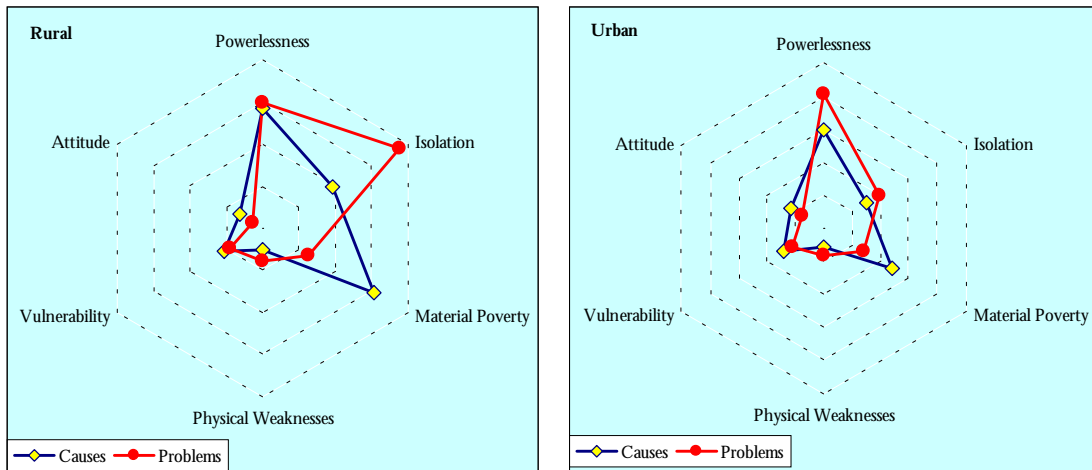 Rural
Powerlessness
Attitude
Isolation
Vulnerability
Material Poverty
Physical Weaknesses
Causes
Problems
Urban
Powerlessness
Attitude
Isolation
Vulnerability
Material Poverty
Physical Weaknesses
Causes
Problems